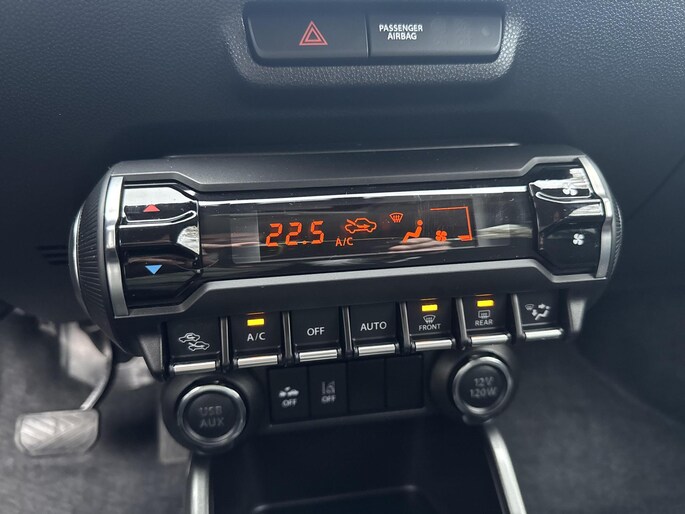 PASSENGER
AIRBAG
22.5
A/C
A/C
OFF
AUTO
FRONT
REAR
OFF
OFF
USB
AUX
12V
120W